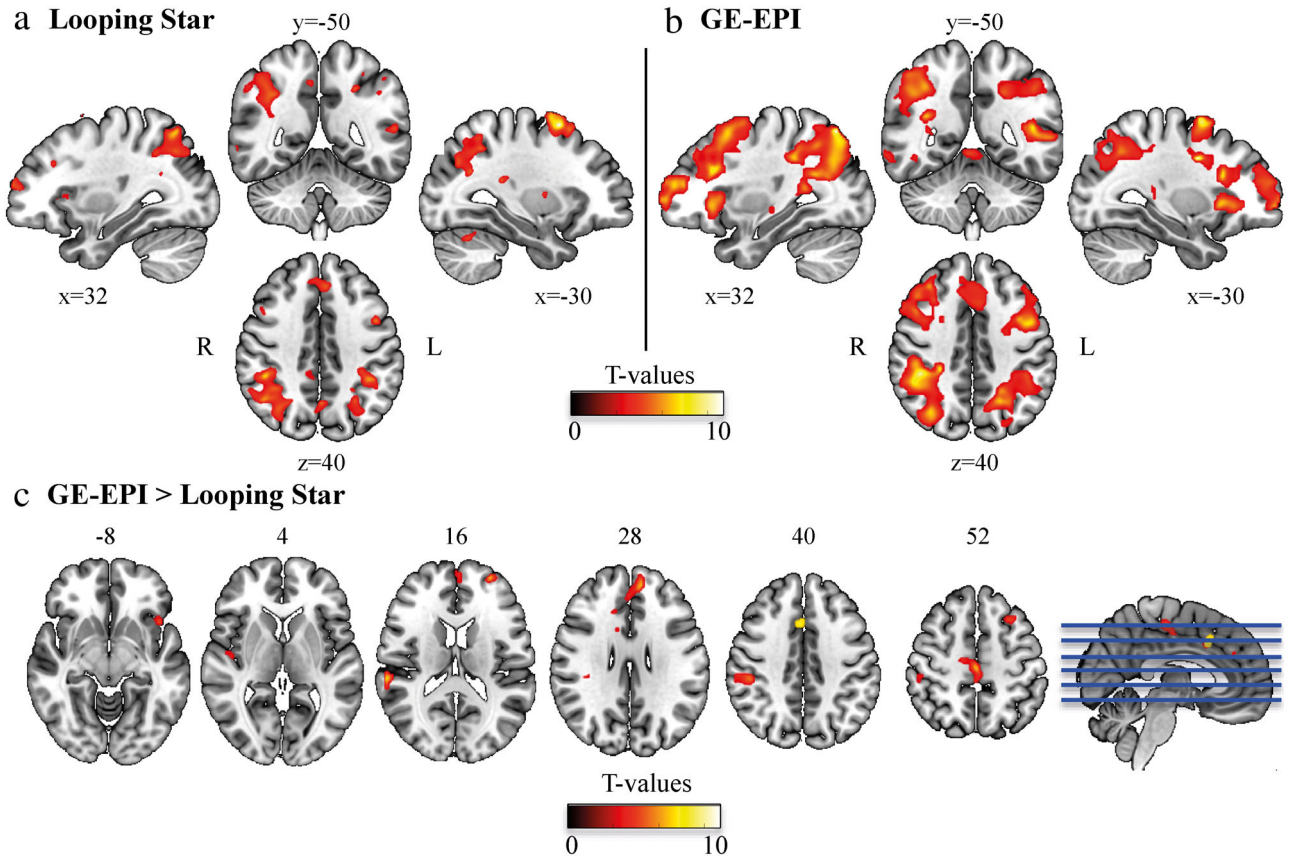 a Looping Star
y=-50
x=32
x=-30
R
L
z=40
b GE-EPI
y=-50
x=32
x=-30
R
L
z=40
T-values
0
10
c GE-EPI > Looping Star
-8
4
16
28
40
52
T-values
0
10